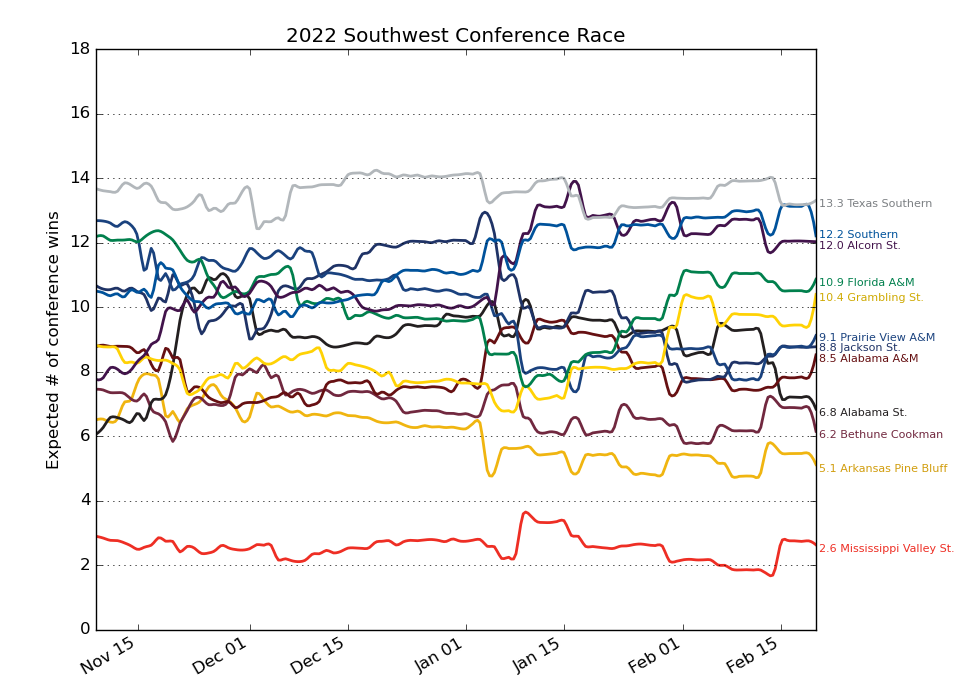 2022 Southwest Conference Race
Expected # of conference wins
18
16
14
12
10
8
6
4
2
0
Nov 15
Dec 01
Dec 15
Jan 01
Jan 15
Feb 01
Feb 15
13.3 Texas Southern
12.2 Southern
12.0 Alcorn St.
10.9 Florida A&M
10.4 Grambling St.
9.1 Prairie View A&M
8.8 Jackson St.
8.5 Alabama A&M
6.8 Alabama St.
6.2 Bethune Cookman
5.1 Arkansas Pine Bluff
2.6 Mississippi Valley St.